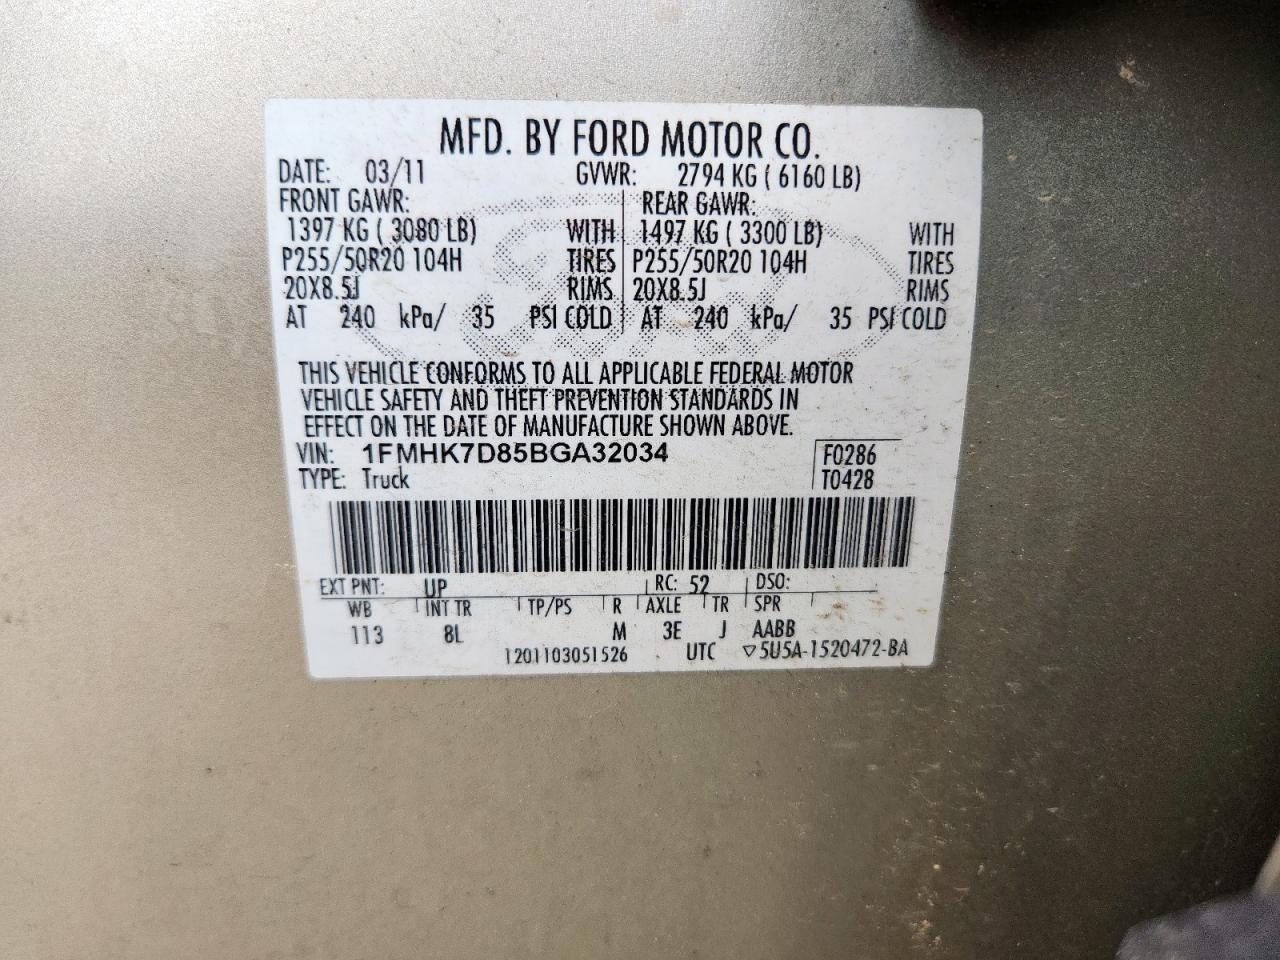 MFD. BY FORD MOTOR CO.
DATE: 03/11 GVWR: 2794 KG ( 6160 LB)
FRONT GAWR: REAR GAWR:
1397 KG ( 3080 LB) WITH 1497 KG ( 3300 LB) WITH
P255/50R20 104H TIRES P255/50R20 104H TIRES
20X8.5J RIMS 20X8.5J RIMS
AT 240 kPa/ 35 PSI COLD AT 240 kPa/ 35 PSI COLD
THIS VEHICLE CONFORMS TO ALL APPLICABLE FEDERAL MOTOR
VEHICLE SAFETY AND THEFT PREVENTION STANDARDS IN
EFFECT ON THE DATE OF MANUFACTURE SHOWN ABOVE.
VIN: 1FMHK7D85BGA32034 F0286
TYPE: Truck T0428
EXT PNT: UP RC: 52 DSO:
WB INT TR TP/PS R AXLE TR SPR
113 8L M 3E J AABB
1201103051526 UTC ▽5U5A-1520472-BA